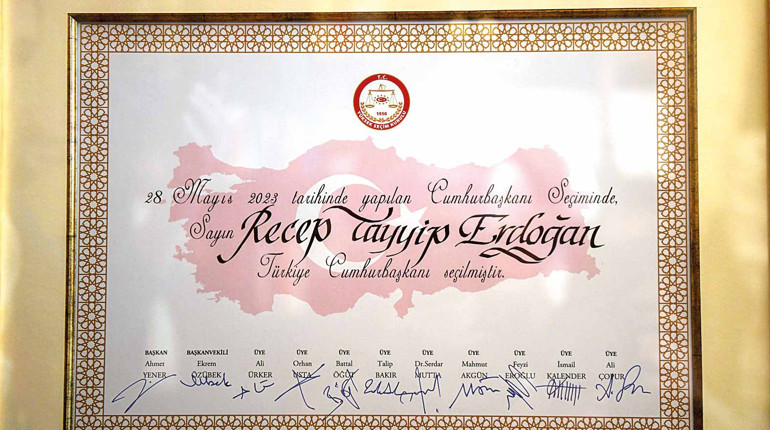 T.C.
YÜKSEK SEÇİM KURULU
1950
28 Mayıs 2023 tarihinde yapılan Cumhurbaşkanı Seçiminde,
Sayın Recep Tayyip Erdoğan
Türkiye Cumhurbaşkanı seçilmiştir.
BAŞKAN BAŞKANVEKİLİ ÜYE ÜYE ÜYE ÜYE ÜYE ÜYE ÜYE ÜYE ÜYE
Ahmet Ekrem Ali Orhan Battal Talip Dr.Serdar Mahmut Feyzi İsmail Ali
YENER ÖZÜBEK ÜRKER USTA ÖĞÜT BAKIR MUTTA AKGÜN EROĞLU KALENDER ÇOPUR